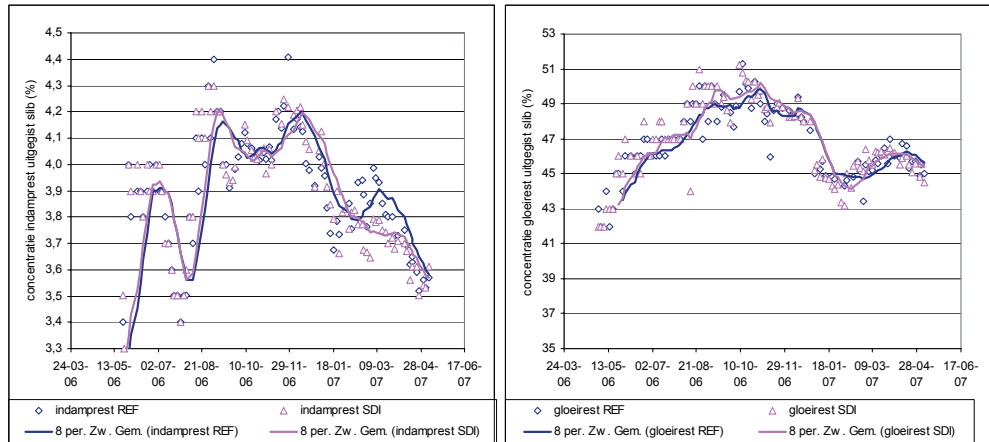 concentratie indamprest uitgegist slib (%)
4,5
4,4
4,3
4,2
4,1
4,0
3,9
3,8
3,7
3,6
3,5
3,4
3,3
24-03-06 13-05-06 02-07-06 21-08-06 10-10-06 29-11-06 18-01-07 09-03-07 28-04-07 17-06-07
indamprest REF indamprest SDI
8 per. Zw . Gem. (indamprest REF) 8 per. Zw . Gem. (indamprest SDI)
concentratie gloeirest uitgegist slib (%)
53
51
49
47
45
43
41
39
37
35
24-03-06 13-05-06 02-07-06 21-08-06 10-10-06 29-11-06 18-01-07 09-03-07 28-04-07 17-06-07
gloeirest REF gloeirest SDI
8 per. Zw . Gem. (gloeirest REF) 8 per. Zw . Gem. (gloeirest SDI)